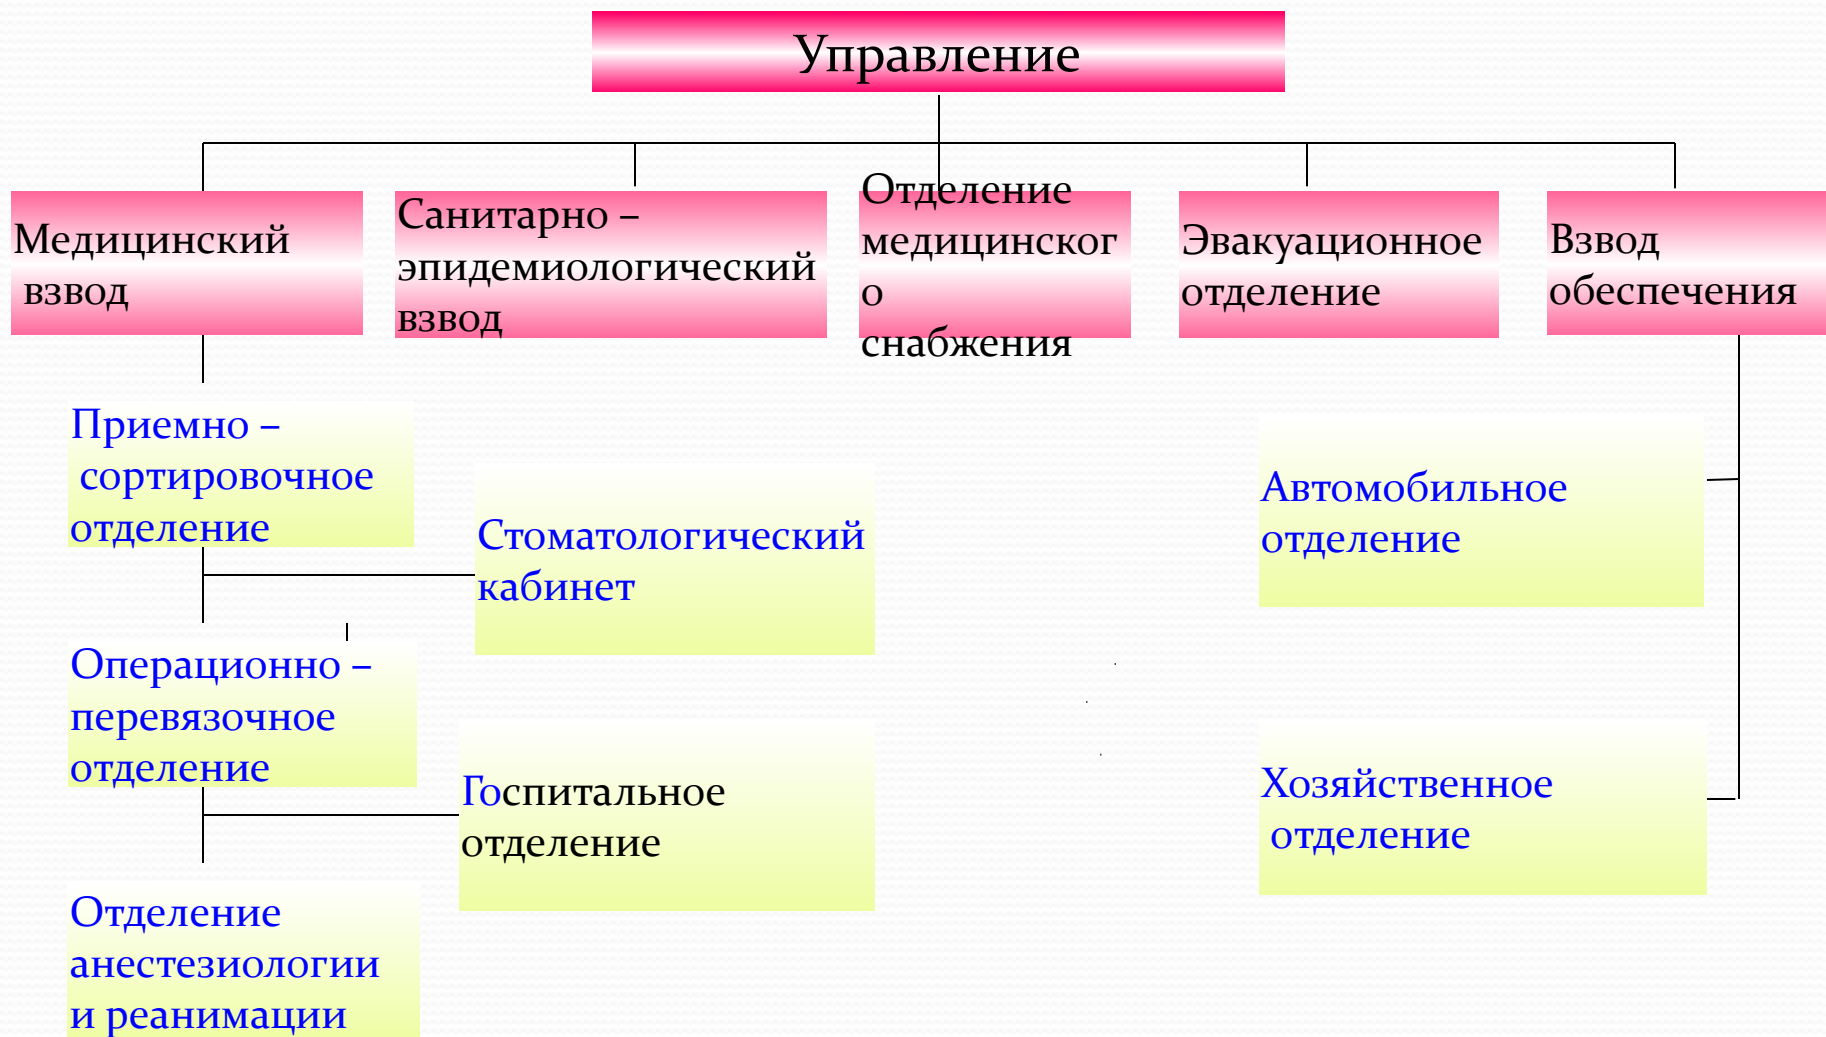 Управление
Медицинский
взвод
Санитарно –
эпидемиологический
взвод
Отделение
медицинског
о
снабжения
Эвакуационное
отделение
Взвод
обеспечения
Приемно –
сортировочное
отделение
Стоматологический
кабинет
Операционно –
перевязочное
отделение
Госпитальное
отделение
Отделение
анестезиологии
и реанимации
Автомобильное
отделение
Хозяйственное
отделение